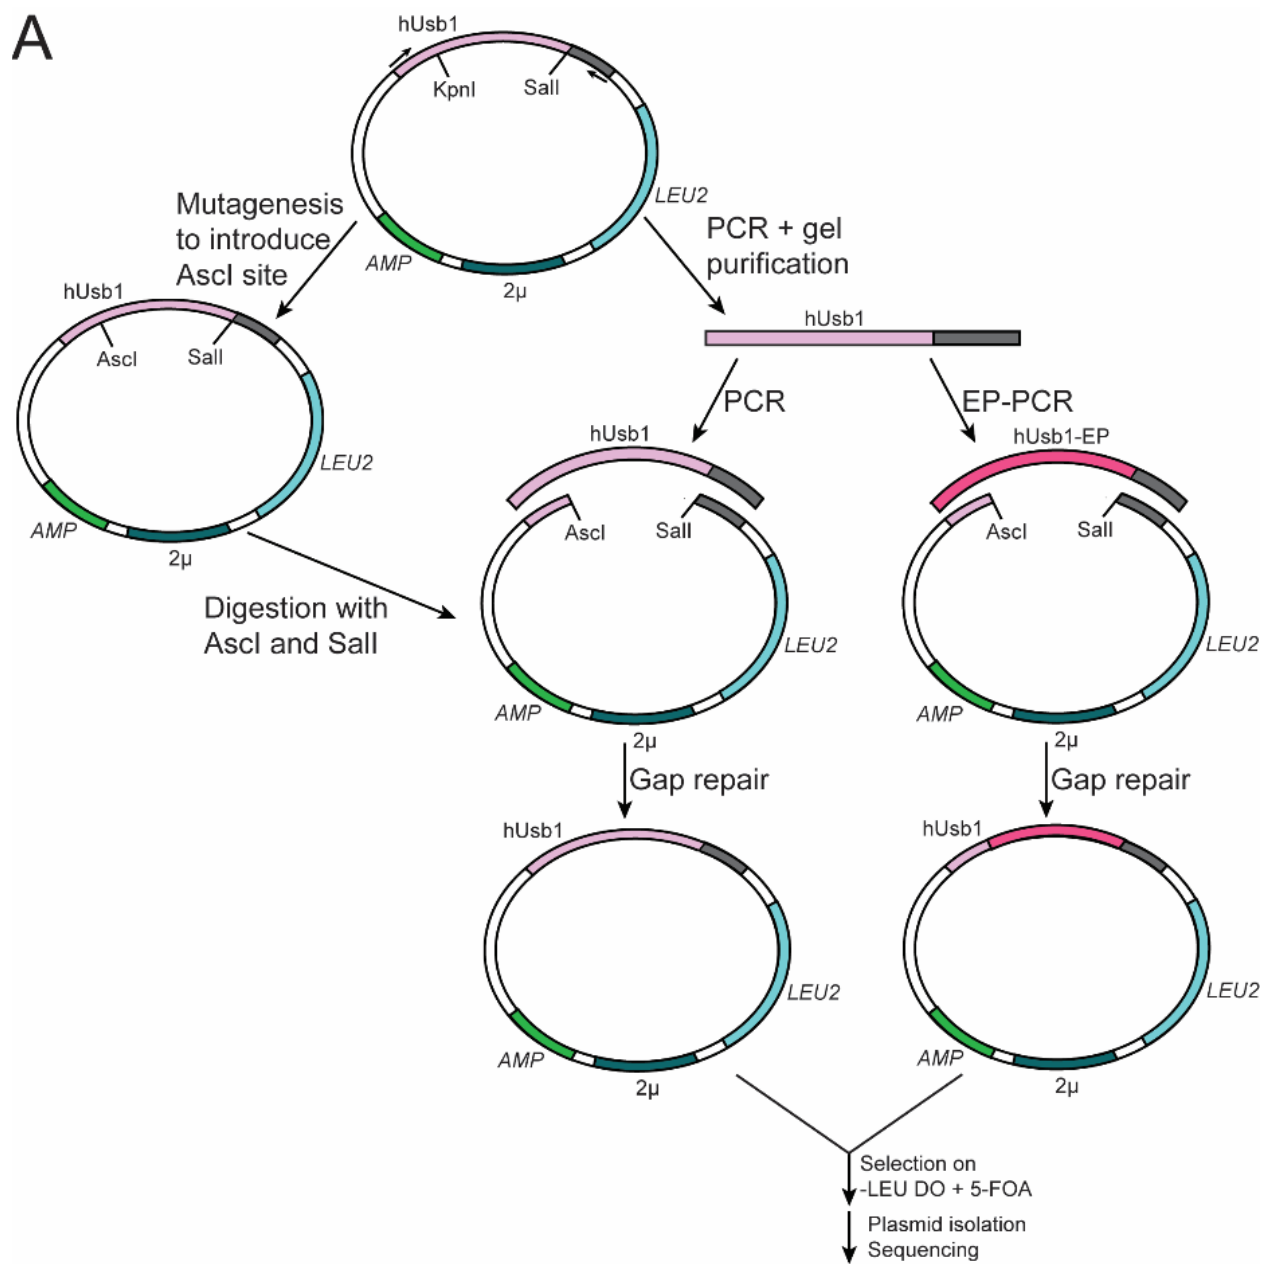 A
hUsb1
KpnI
SalI
LEU2
AMP
2µ
Mutagenesis
to introduce
AscI site
PCR + gel
purification
hUsb1
hUsb1
AscI
SalI
LEU2
AMP
2µ
PCR
EP-PCR
Digestion with
AscI and SalI
hUsb1
AscI
SalI
LEU2
AMP
2µ
hUsb1-EP
AscI
SalI
LEU2
AMP
2µ
Gap repair
Gap repair
hUsb1
LEU2
AMP
2µ
hUsb1
LEU2
AMP
2µ
Selection on
-LEU DO + 5-FOA
Plasmid isolation
Sequencing